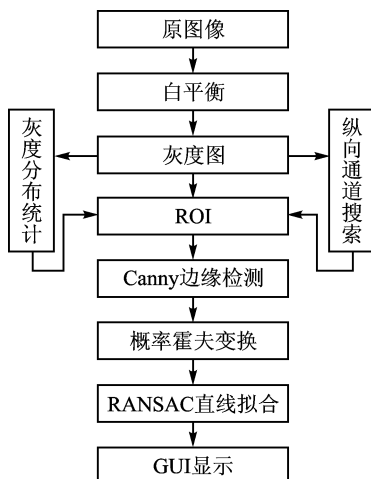 原图像
白平衡
灰度分布统计
灰度图
纵向通道搜索
ROI
Canny边缘检测
概率霍夫变换
RANSAC直线拟合
GUI显示